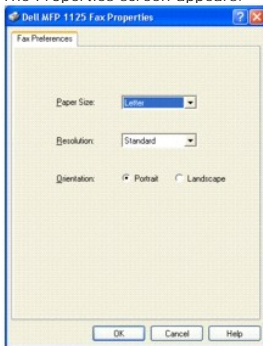 The Properties screen appears.
Dell MFP 1125 Fax Properties
Fax Preferences
Paper Size: Letter
Resolution: Standard
Orientation: Portrait Landscape
OK Cancel Help